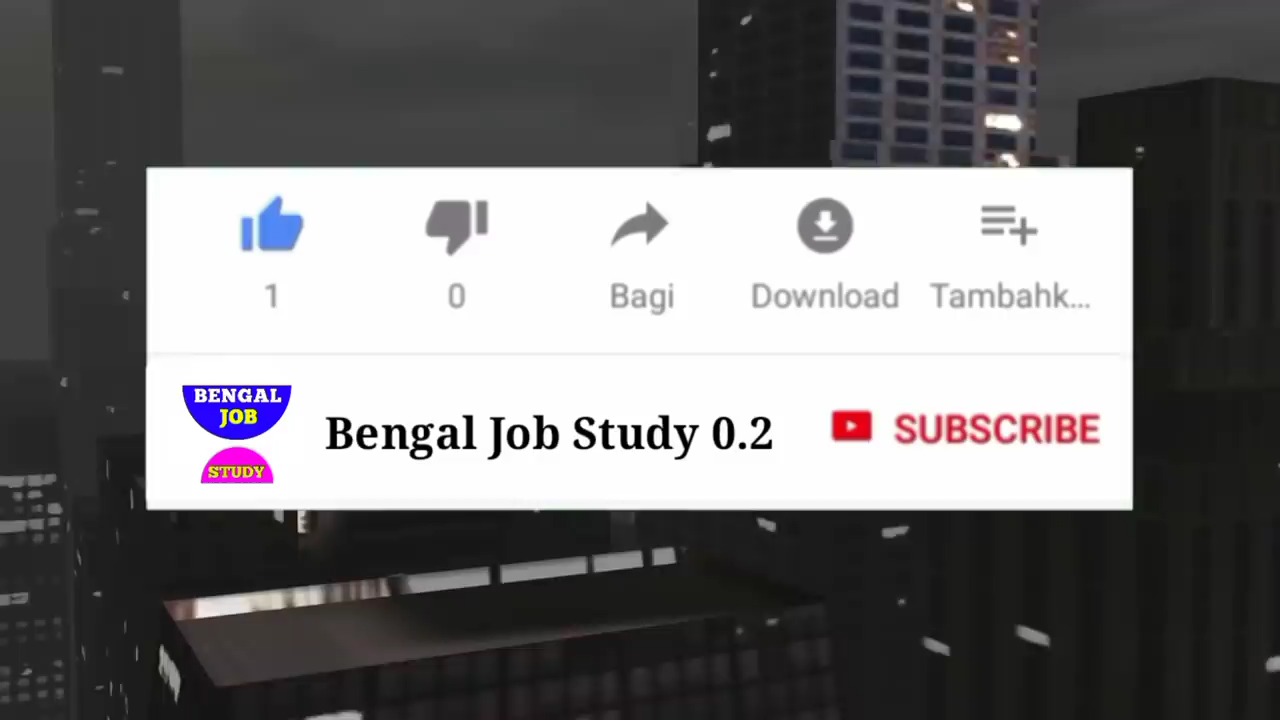 1
0
Bagi
Download
Tambahk...
BENGAL
JOB
STUDY
Bengal Job Study 0.2
SUBSCRIBE